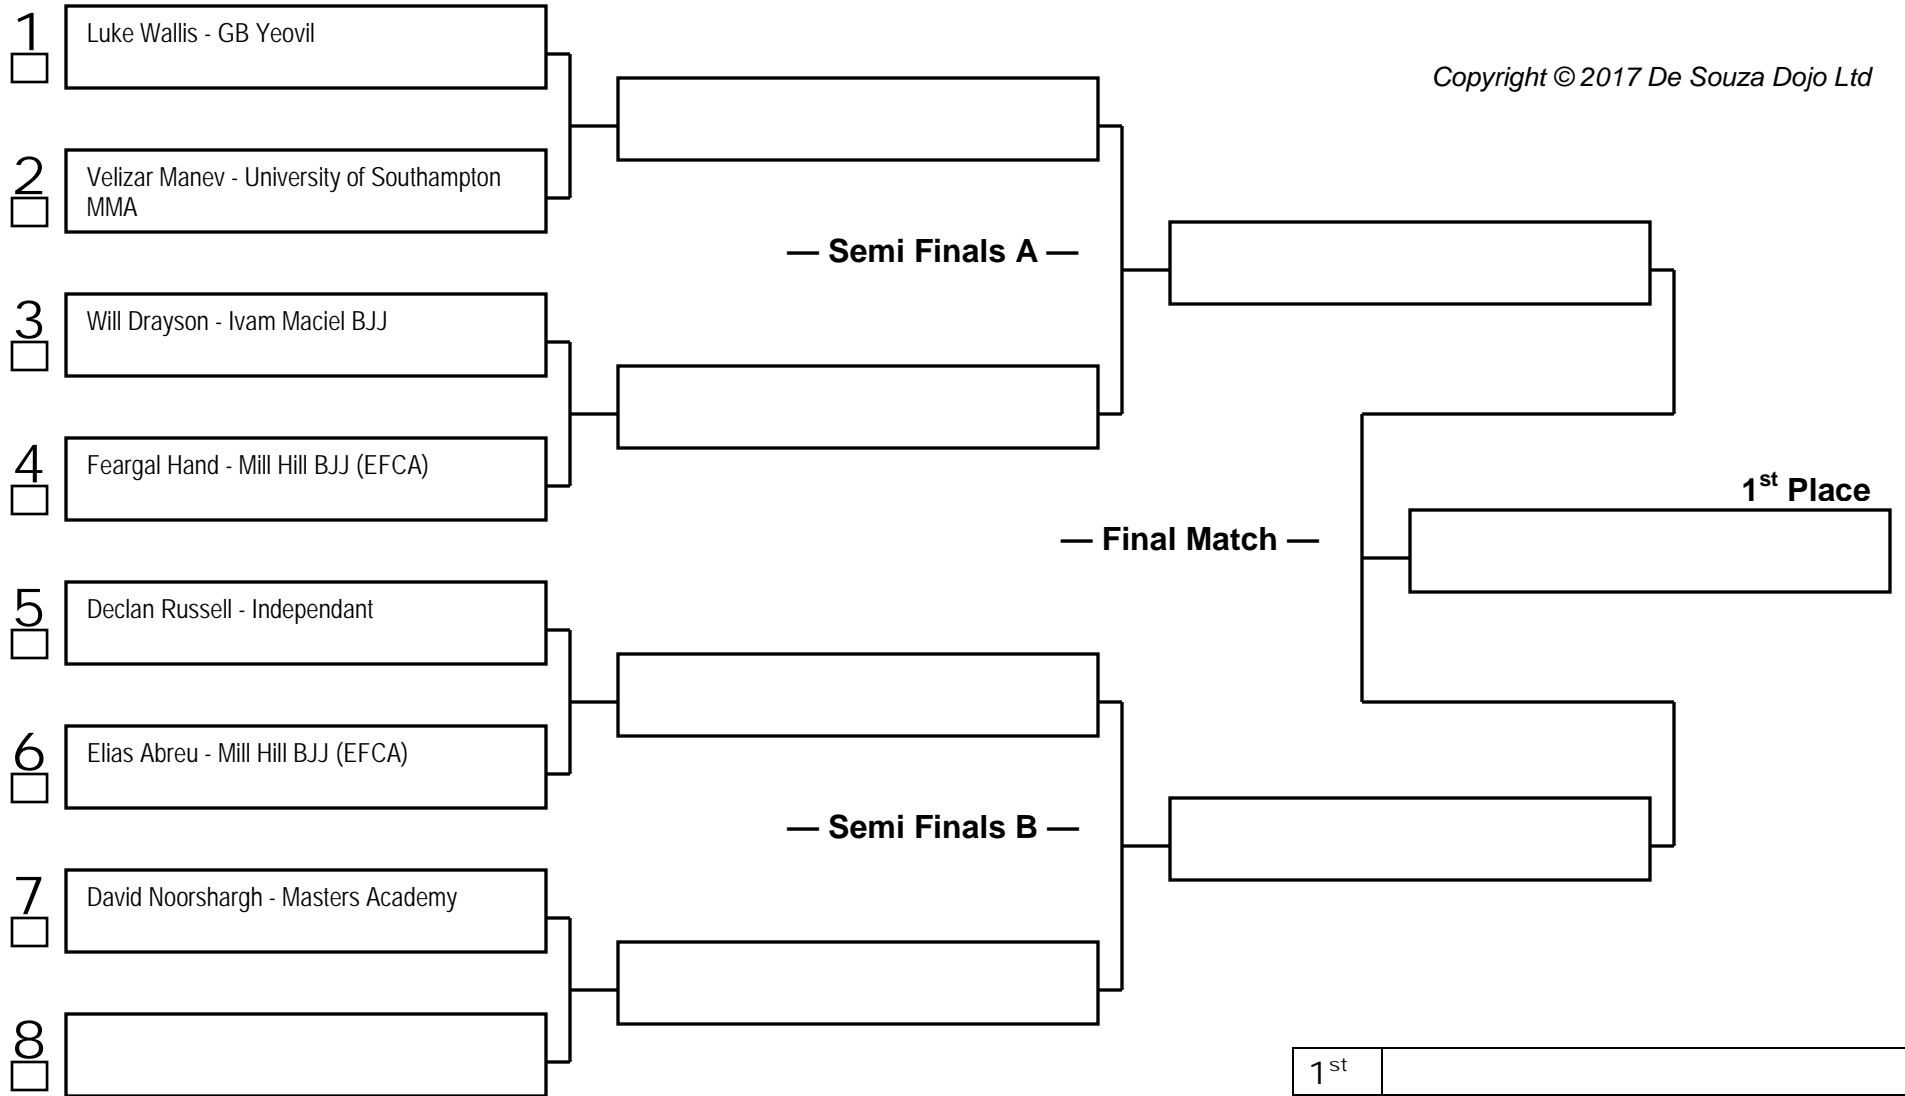 1
Luke Wallis - GB Yeovil
Copyright © 2017 De Souza Dojo Ltd
2
Velizar Manev - University of Southampton
MMA
— Semi Finals A —
3
Will Drayson - Ivam Maciel BJJ
4
Feargal Hand - Mill Hill BJJ (EFCA)
1st Place
— Final Match —
5
Declan Russell - Independant
6
Elias Abreu - Mill Hill BJJ (EFCA)
— Semi Finals B —
7
David Noorshargh - Masters Academy
8
1st